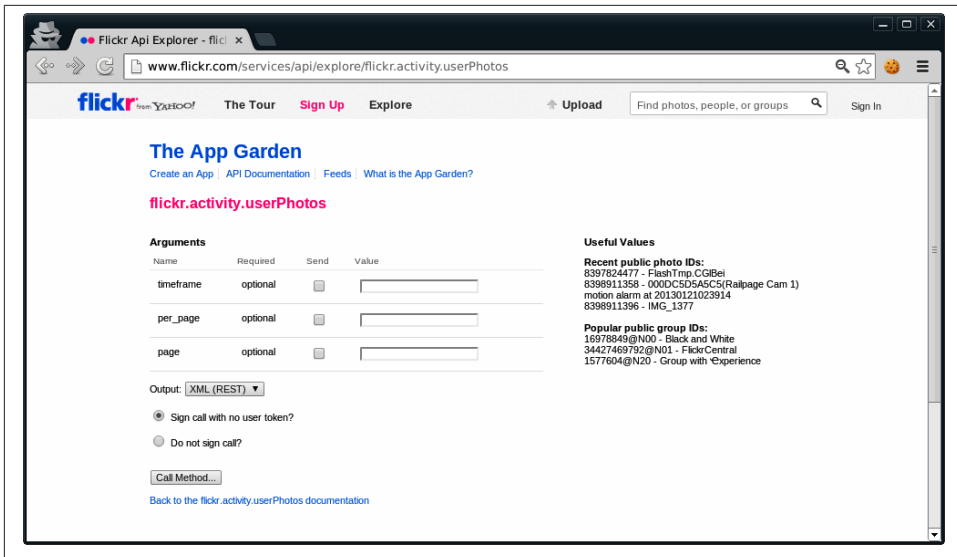 Flickr Api Explorer - flic
www.flickr.com/services/api/explore/flickr.activity.userPhotos
flickr from YAHOO! The Tour Sign Up Explore Upload Find photos, people, or groups Sign In
The App Garden
Create an App API Documentation Feeds What is the App Garden?
flickr.activity.userPhotos
Arguments
Name Required Send Value
timeframe optional
per_page optional
page optional
Output: XML (REST)
Sign call with no user token?
Do not sign call?
Call Method...
Back to the flickr.activity.userPhotos documentation
Useful Values
Recent public photo IDs:
8397824477 - FlashTmp.CGIBei
8398911358 - 000DC5D5A5C5(Railpage Cam 1)
motion alarm at 20130121023914
8398911396 - IMG_1377
Popular public group IDs:
16978849@N00 - Black and White
34427469792@N01 - FlickrCentral
1577604@N20 - Group with experience